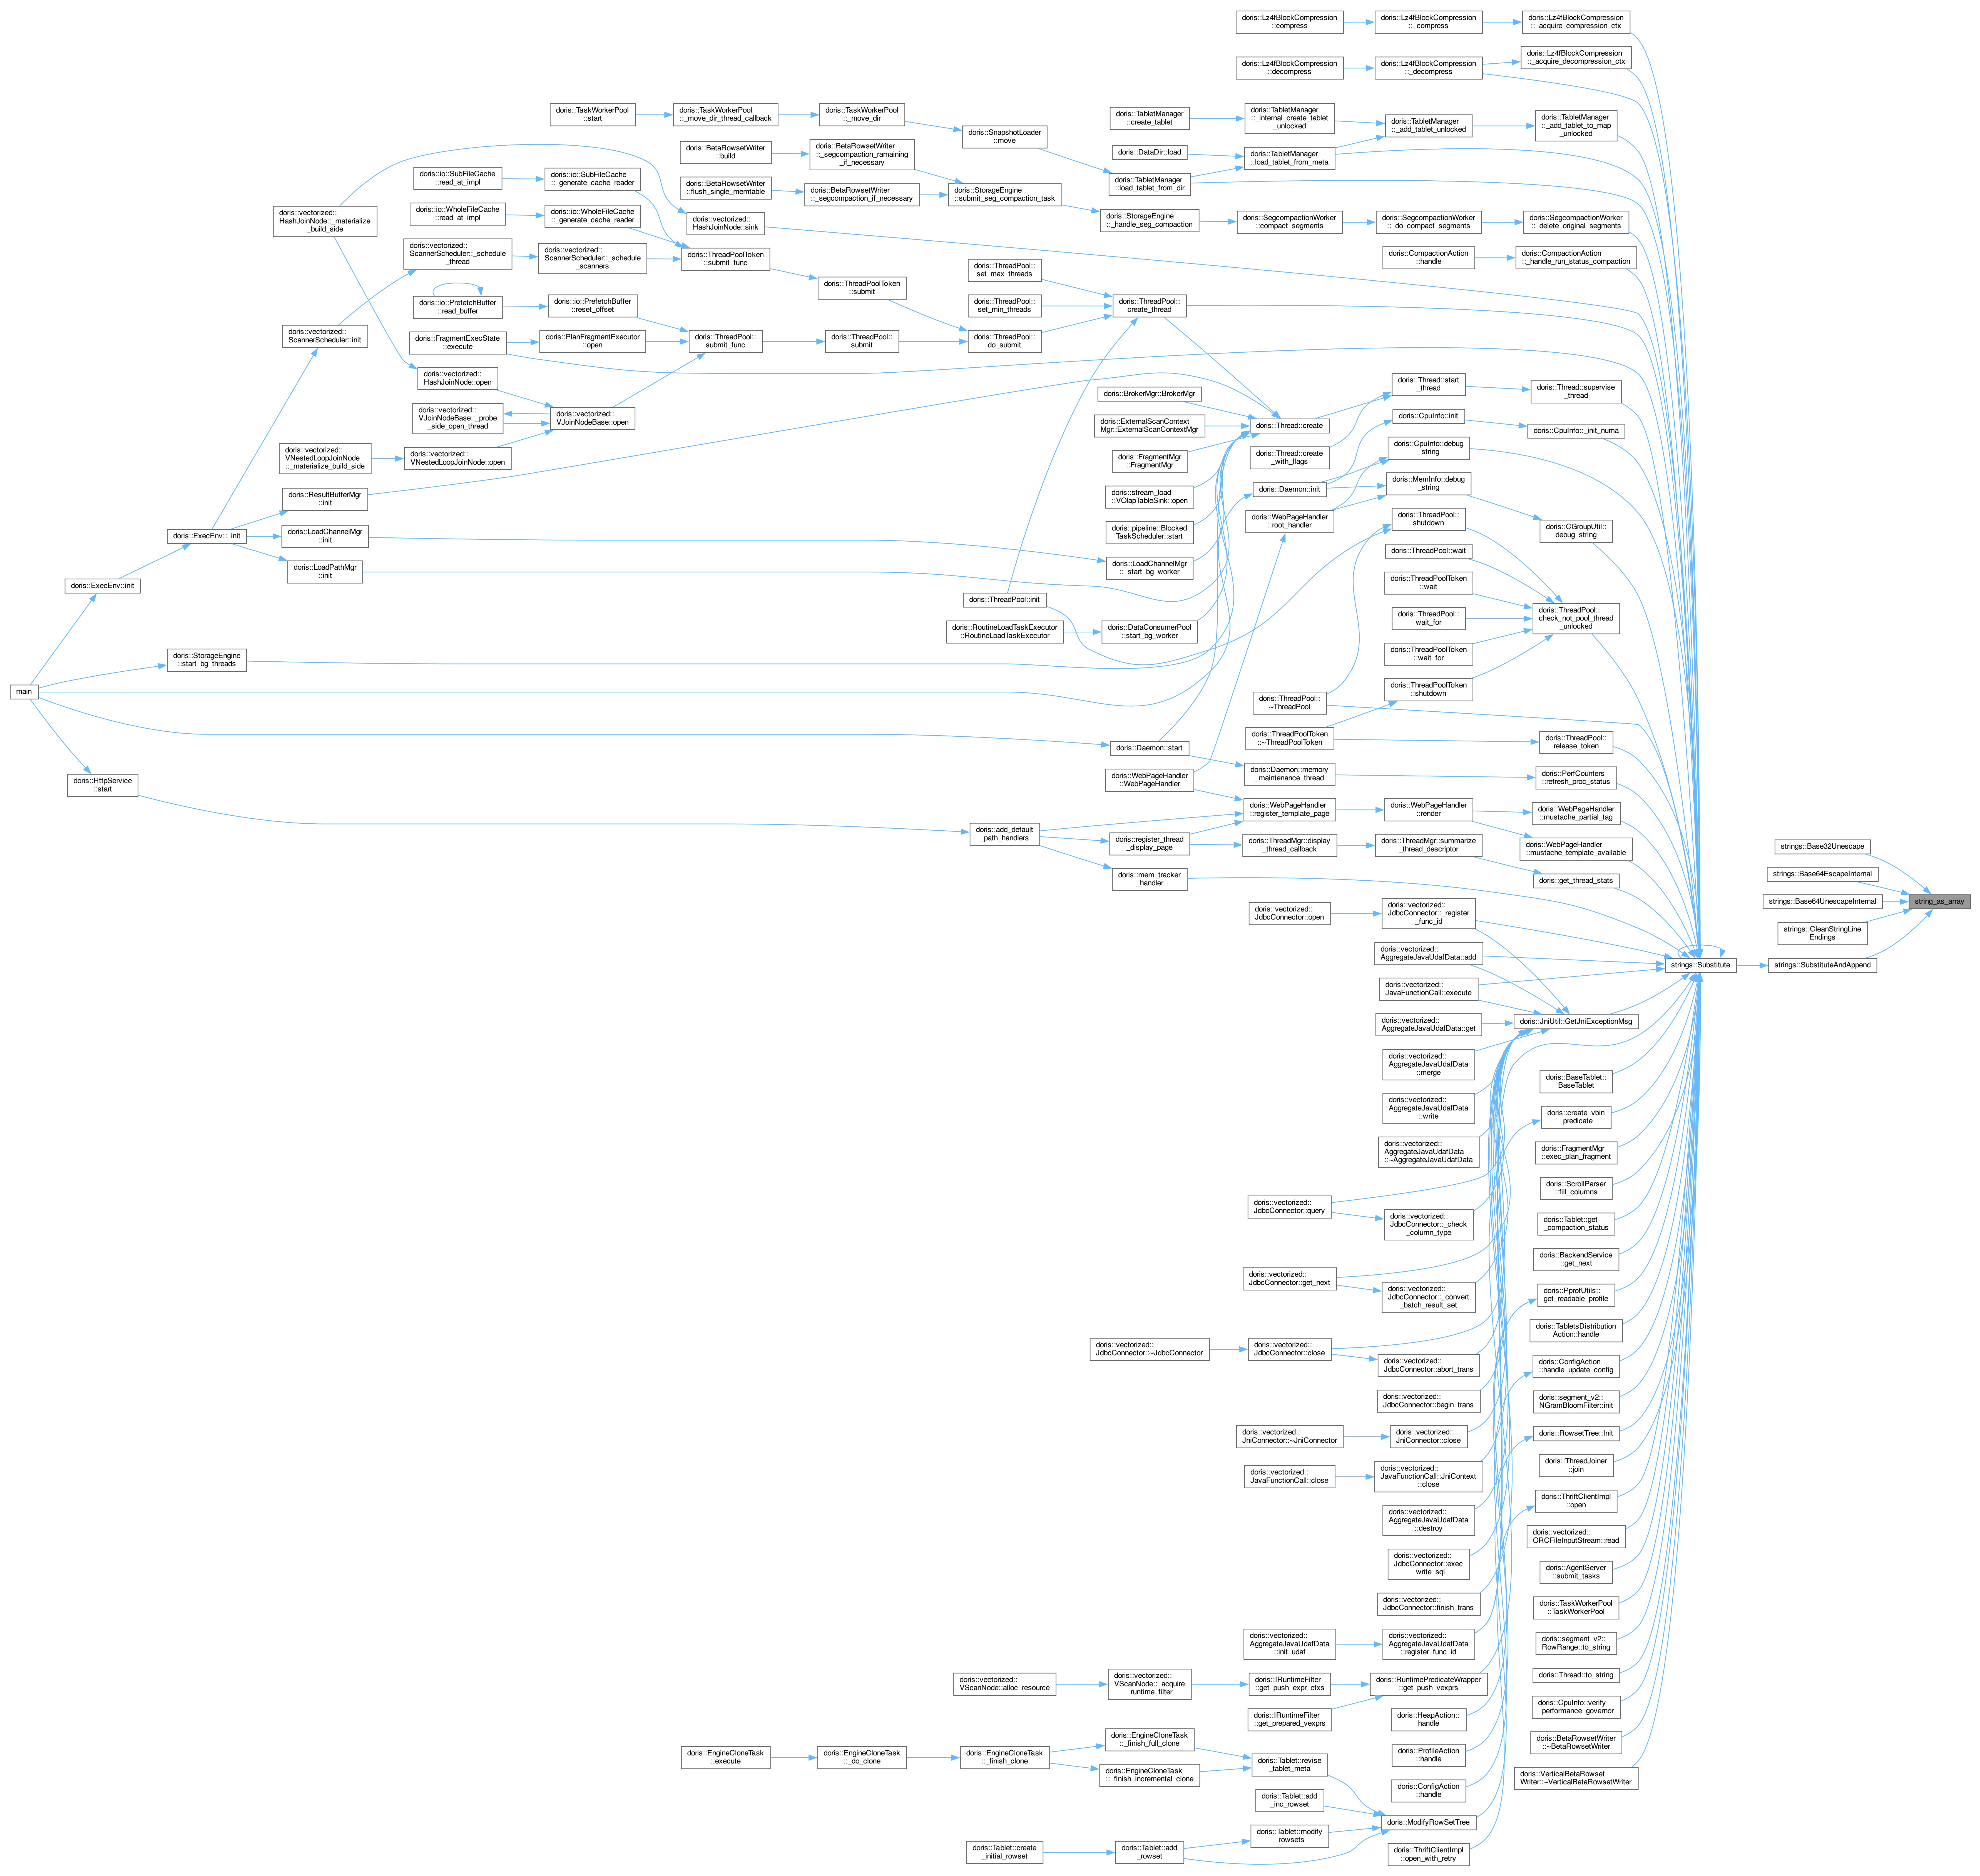 doris::Lz4fBlockCompression
::compress
doris::Lz4fBlockCompression
::_compress
doris::Lz4fBlockCompression
::_acquire_compression_ctx
doris::Lz4fBlockCompression
::decompress
doris::Lz4fBlockCompression
::_decompress
doris::Lz4fBlockCompression
::_acquire_decompression_ctx
doris::TaskWorkerPool
::start
doris::TaskWorkerPool
::_move_dir_thread_callback
doris::TaskWorkerPool
::_move_dir
doris::SnapshotLoader
::move
doris::TabletManager
::create_tablet
doris::TabletManager
::_internal_create_tablet
_unlocked
doris::TabletManager
::_add_tablet_unlocked
doris::TabletManager
::_add_tablet_to_map
_unlocked
doris::BetaRowsetWriter
::build
doris::BetaRowsetWriter
::_segcompaction_ramaining
_if_necessary
doris::DataDir::load
doris::TabletManager
::load_tablet_from_meta
doris::TabletManager
::load_tablet_from_dir
doris::BetaRowsetWriter
::flush_single_memtable
doris::BetaRowsetWriter
::_segcompaction_if_necessary
doris::StorageEngine
::submit_seg_compaction_task
doris::StorageEngine
::_handle_seg_compaction
doris::SegcompactionWorker
::compact_segments
doris::SegcompactionWorker
::_do_compact_segments
doris::SegcompactionWorker
::_delete_original_segments
doris::io::SubFileCache
::read_at_impl
doris::io::SubFileCache
::_generate_cache_reader
doris::io::WholeFileCache
::read_at_impl
doris::io::WholeFileCache
::_generate_cache_reader
doris::vectorized::
HashJoinNode::_materialize
_build_side
doris::vectorized::
HashJoinNode::sink
doris::vectorized::
ScannerScheduler::_schedule
_thread
doris::vectorized::
ScannerScheduler::_schedule
_scanners
doris::ThreadPoolToken
::submit_func
doris::CompactionAction
::handle
doris::CompactionAction
::_handle_run_status_compaction
doris::ThreadPool::
set_max_threads
doris::ThreadPoolToken
::submit
doris::ThreadPool::
set_min_threads
doris::ThreadPool::
create_thread
doris::io::PrefetchBuffer
::read_buffer
doris::io::PrefetchBuffer
::reset_offset
doris::vectorized::
ScannerScheduler::init
doris::FragmentExecState
::execute
doris::PlanFragmentExecutor
::open
doris::ThreadPool::
submit_func
doris::ThreadPool::
submit
doris::ThreadPool::
do_submit
doris::vectorized::
HashJoinNode::open
doris::vectorized::
VJoinNodeBase::_probe
_side_open_thread
doris::vectorized::
VJoinNodeBase::open
doris::vectorized::
VNestedLoopJoinNode
::_materialize_build_side
doris::vectorized::
VNestedLoopJoinNode::open
doris::BrokerMgr::BrokerMgr
doris::ExternalScanContext
Mgr::ExternalScanContextMgr
doris::FragmentMgr
::FragmentMgr
doris::stream_load
::VOlapTableSink::open
doris::pipeline::Blocked
TaskScheduler::start
doris::LoadChannelMgr
::_start_bg_worker
doris::Thread::create
doris::Thread::start
_thread
doris::Thread::supervise
_thread
doris::Thread::create
_with_flags
doris::CpuInfo::init
doris::CpuInfo::_init_numa
doris::CpuInfo::debug
_string
doris::Daemon::init
doris::MemInfo::debug
_string
doris::WebPageHandler
::root_handler
doris::ThreadPool::
shutdown
doris::CGroupUtil::
debug_string
doris::ResultBufferMgr
::init
doris::ExecEnv::_init
doris::LoadChannelMgr
::init
doris::LoadPathMgr
::init
doris::ExecEnv::init
doris::ThreadPool::wait
doris::ThreadPoolToken
::wait
doris::ThreadPool::
wait_for
doris::ThreadPool::
check_not_pool_thread
_unlocked
doris::ThreadPoolToken
::wait_for
doris::ThreadPool::init
doris::RoutineLoadTaskExecutor
::RoutineLoadTaskExecutor
doris::DataConsumerPool
::start_bg_worker
doris::StorageEngine
::start_bg_threads
main
doris::ThreadPoolToken
::shutdown
doris::ThreadPool::
~ThreadPool
doris::ThreadPoolToken
::~ThreadPoolToken
doris::ThreadPool::
release_token
doris::Daemon::start
doris::HttpService
::start
doris::WebPageHandler
::WebPageHandler
doris::Daemon::memory
_maintenance_thread
doris::PerfCounters
::refresh_proc_status
doris::WebPageHandler
::register_template_page
doris::WebPageHandler
::render
doris::WebPageHandler
::mustache_partial_tag
doris::add_default
_path_handlers
doris::register_thread
_display_page
doris::ThreadMgr::display
_thread_callback
doris::ThreadMgr::summarize
_thread_descriptor
doris::WebPageHandler
::mustache_template_available
doris::mem_tracker
_handler
doris::get_thread_stats
strings::Base32Unescape
strings::Base64EscapeInternal
strings::Base64UnescapeInternal
string_as_array
strings::CleanStringLine
Endings
strings::Substitute
strings::SubstituteAndAppend
doris::vectorized::
JdbcConnector::open
doris::vectorized::
JdbcConnector::_register
_func_id
doris::vectorized::
AggregateJavaUdafData::add
doris::vectorized::
JavaFunctionCall::execute
doris::vectorized::
AggregateJavaUdafData::get
doris::JniUtil::GetJniExceptionMsg
doris::vectorized::
AggregateJavaUdafData
::merge
doris::BaseTablet::
BaseTablet
doris::vectorized::
AggregateJavaUdafData
::write
doris::create_vbin
_predicate
doris::vectorized::
AggregateJavaUdafData
::~AggregateJavaUdafData
doris::FragmentMgr
::exec_plan_fragment
doris::ScrollParser
::fill_columns
doris::vectorized::
JdbcConnector::query
doris::vectorized::
JdbcConnector::_check
_column_type
doris::Tablet::get
_compaction_status
doris::BackendService
::get_next
doris::vectorized::
JdbcConnector::get_next
doris::vectorized::
JdbcConnector::_convert
_batch_result_set
doris::PprofUtils::
get_readable_profile
doris::TabletsDistribution
Action::handle
doris::vectorized::
JdbcConnector::~JdbcConnector
doris::vectorized::
JdbcConnector::close
doris::vectorized::
JdbcConnector::abort_trans
doris::ConfigAction
::handle_update_config
doris::vectorized::
JdbcConnector::begin_trans
doris::segment_v2::
NGramBloomFilter::init
doris::vectorized::
JniConnector::~JniConnector
doris::vectorized::
JniConnector::close
doris::RowsetTree::Init
doris::ThreadJoiner
::join
doris::vectorized::
JavaFunctionCall::close
doris::vectorized::
JavaFunctionCall::JniContext
::close
doris::ThriftClientImpl
::open
doris::vectorized::
AggregateJavaUdafData
::destroy
doris::vectorized::
ORCFileInputStream::read
doris::vectorized::
JdbcConnector::exec
_write_sql
doris::AgentServer
::submit_tasks
doris::vectorized::
JdbcConnector::finish_trans
doris::TaskWorkerPool
::TaskWorkerPool
doris::vectorized::
AggregateJavaUdafData
::init_udaf
doris::vectorized::
AggregateJavaUdafData
::register_func_id
doris::segment_v2::
RowRange::to_string
doris::vectorized::
VScanNode::alloc_resource
doris::vectorized::
VScanNode::_acquire
_runtime_filter
doris::IRuntimeFilter
::get_push_expr_ctxs
doris::RuntimePredicateWrapper
::get_push_vexprs
doris::Thread::to_string
doris::IRuntimeFilter
::get_prepared_vexprs
doris::HeapAction::
handle
doris::CpuInfo::verify
_performance_governor
doris::EngineCloneTask
::execute
doris::EngineCloneTask
::_do_clone
doris::EngineCloneTask
::_finish_clone
doris::EngineCloneTask
::_finish_full_clone
doris::EngineCloneTask
::_finish_incremental_clone
doris::Tablet::revise
_tablet_meta
doris::ProfileAction
::handle
doris::BetaRowsetWriter
::~BetaRowsetWriter
doris::ConfigAction
::handle
doris::VerticalBetaRowset
Writer::~VerticalBetaRowsetWriter
doris::Tablet::add
_inc_rowset
doris::ModifyRowSetTree
doris::Tablet::modify
_rowsets
doris::Tablet::create
_initial_rowset
doris::Tablet::add
_rowset
doris::ThriftClientImpl
::open_with_retry